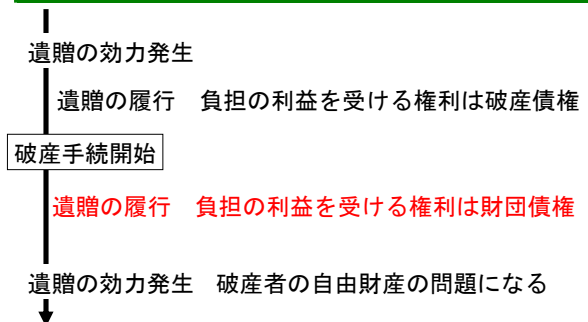 遺贈の効力発生
遺贈の履行　負担の利益を受ける権利は破産債権
破産手続開始
遺贈の履行　負担の利益を受ける権利は財団債権
遺贈の効力発生　破産者の自由財産の問題になる